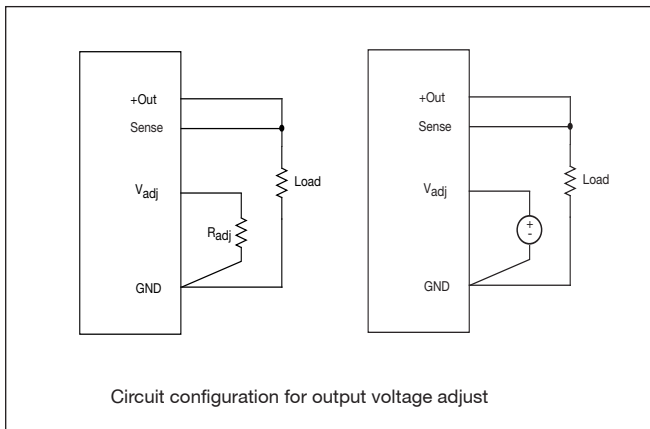 +Out
Sense
Load
Vadj
Radj
GND
+Out
Sense
Load
Vadj
+
-
GND
Circuit configuration for output voltage adjust